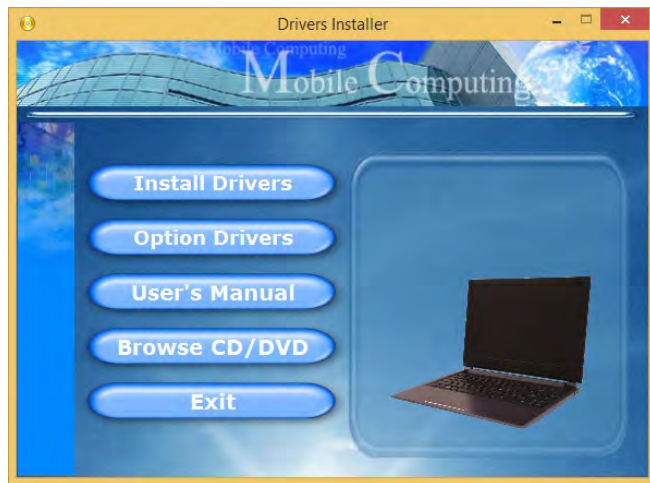 Drivers Installer
Mobile Computing
Mobile Computing
Install Drivers
Option Drivers
User's Manual
Browse CD/DVD
Exit